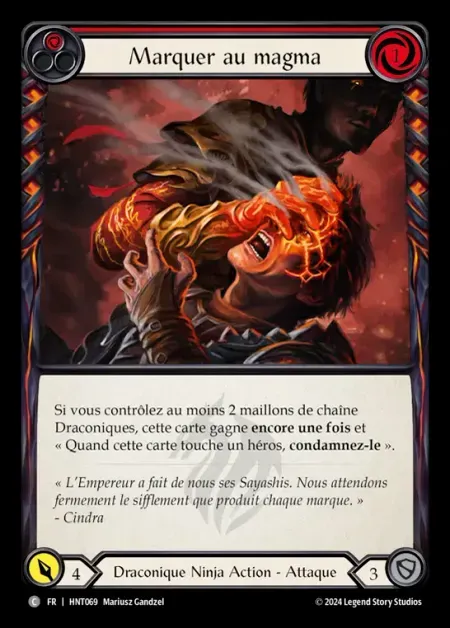 Marquer au magma
1
Si vous contrôlez au moins 2 maillons de chaîne
Draconiques, cette carte gagne encore une fois et
« Quand cette carte touche un héros, condamnez-le ».
« L'Empereur a fait de nous ses Sayashis. Nous attendons
fermement le sifflement que produit chaque marque. »
- Cindra
4
Draconique Ninja Action - Attaque
3
C FR | HNT069 Mariusz Gandzel
© 2024 Legend Story Studios